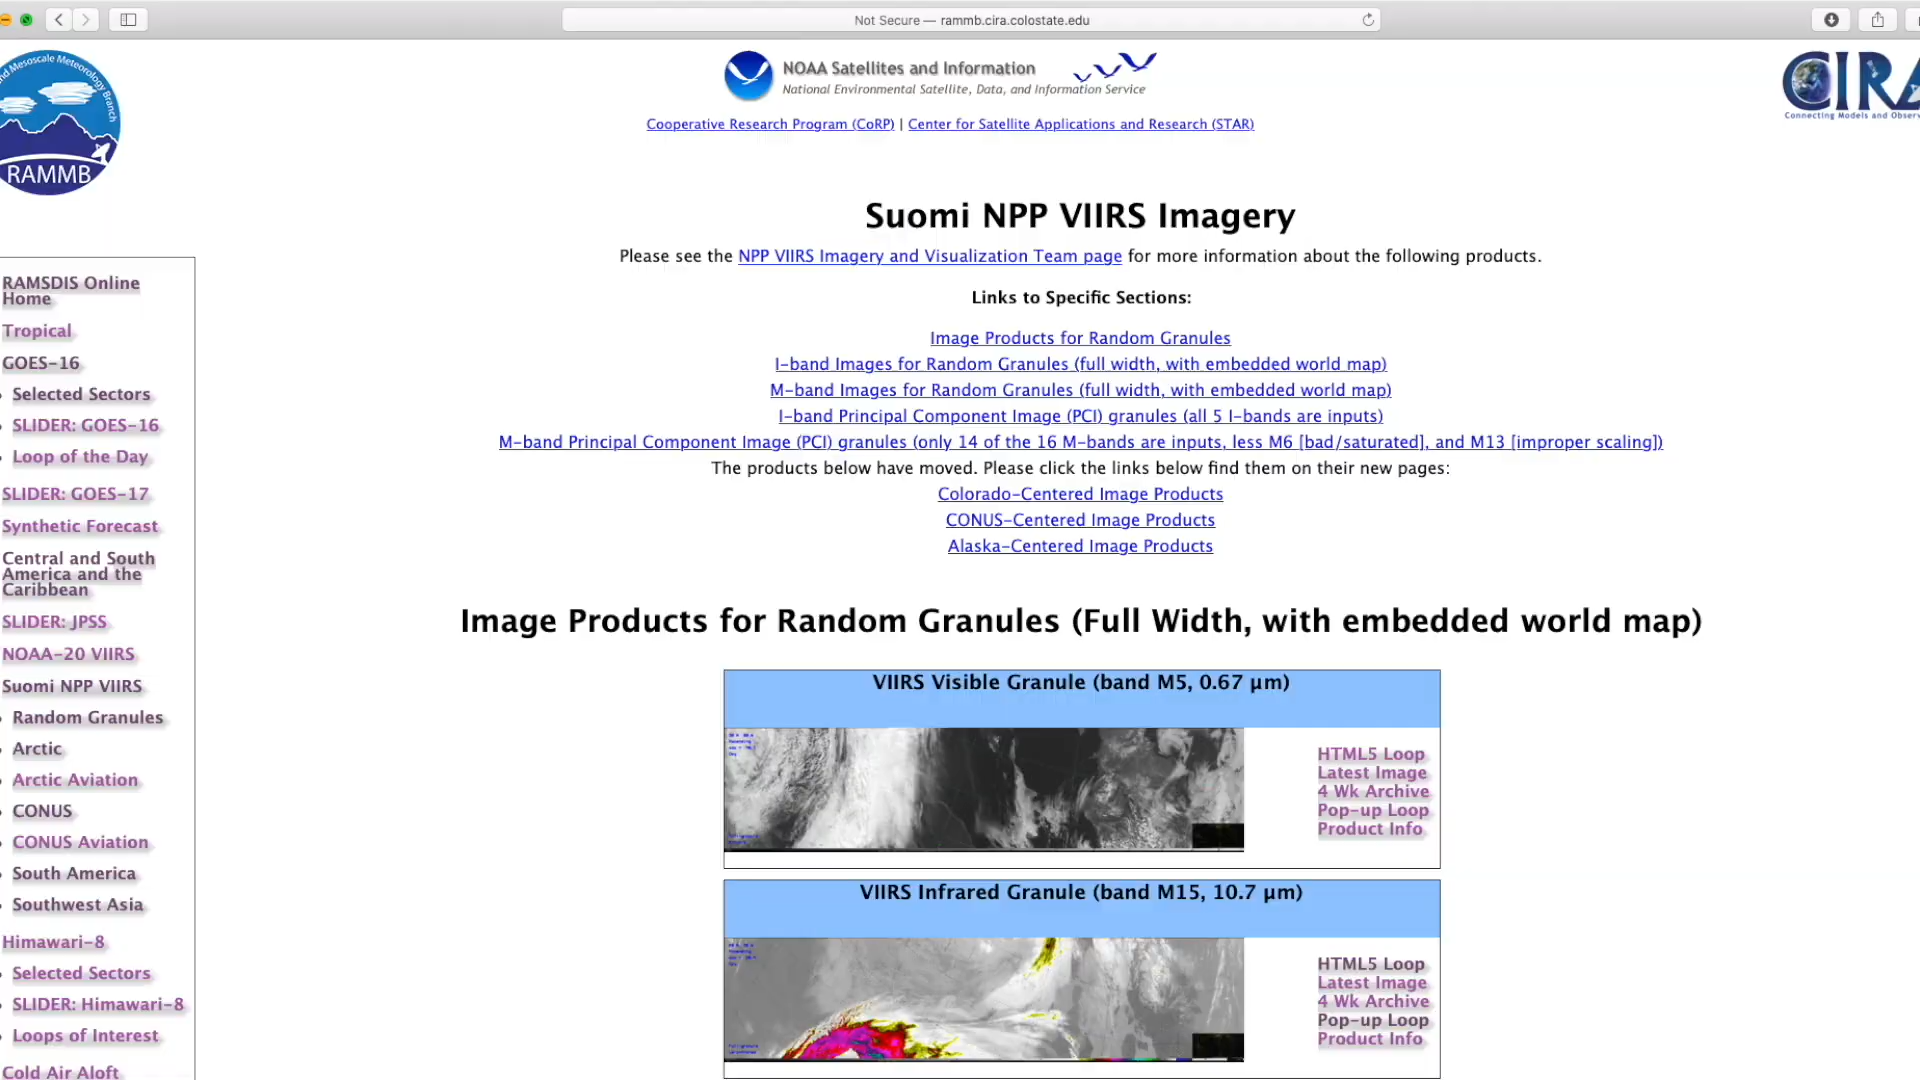 Not Secure — rammb.cira.colostate.edu
and Mesoscale Meteorology Branch
RAMMB
NOAA Satellites and Information
National Environmental Satellite, Data, and Information Service
CIRA
Connecting Models and Observ
Cooperative Research Program (CoRP) | Center for Satellite Applications and Research (STAR)
Suomi NPP VIIRS Imagery
Please see the NPP VIIRS Imagery and Visualization Team page for more information about the following products.
Links to Specific Sections:
Image Products for Random Granules
I-band Images for Random Granules (full width, with embedded world map)
M-band Images for Random Granules (full width, with embedded world map)
I-band Principal Component Image (PCI) granules (all 5 I-bands are inputs)
M-band Principal Component Image (PCI) granules (only 14 of the 16 M-bands are inputs, less M6 [bad/saturated], and M13 [improper scaling])
The products below have moved. Please click the links below find them on their new pages:
Colorado-Centered Image Products
CONUS-Centered Image Products
Alaska-Centered Image Products
RAMSDIS Online
Home
Tropical
GOES-16
Selected Sectors
SLIDER: GOES-16
Loop of the Day
SLIDER: GOES-17
Synthetic Forecast
Central and South
America and the
Caribbean
SLIDER: JPSS
NOAA-20 VIIRS
Suomi NPP VIIRS
Random Granules
Arctic
Arctic Aviation
CONUS
CONUS Aviation
South America
Southwest Asia
Himawari-8
Selected Sectors
SLIDER: Himawari-8
Loops of Interest
Cold Air Aloft
Image Products for Random Granules (Full Width, with embedded world map)
VIIRS Visible Granule (band M5, 0.67 µm)
HTML5 Loop
Latest Image
4 Wk Archive
Pop-up Loop
Product Info
VIIRS Infrared Granule (band M15, 10.7 µm)
HTML5 Loop
Latest Image
4 Wk Archive
Pop-up Loop
Product Info